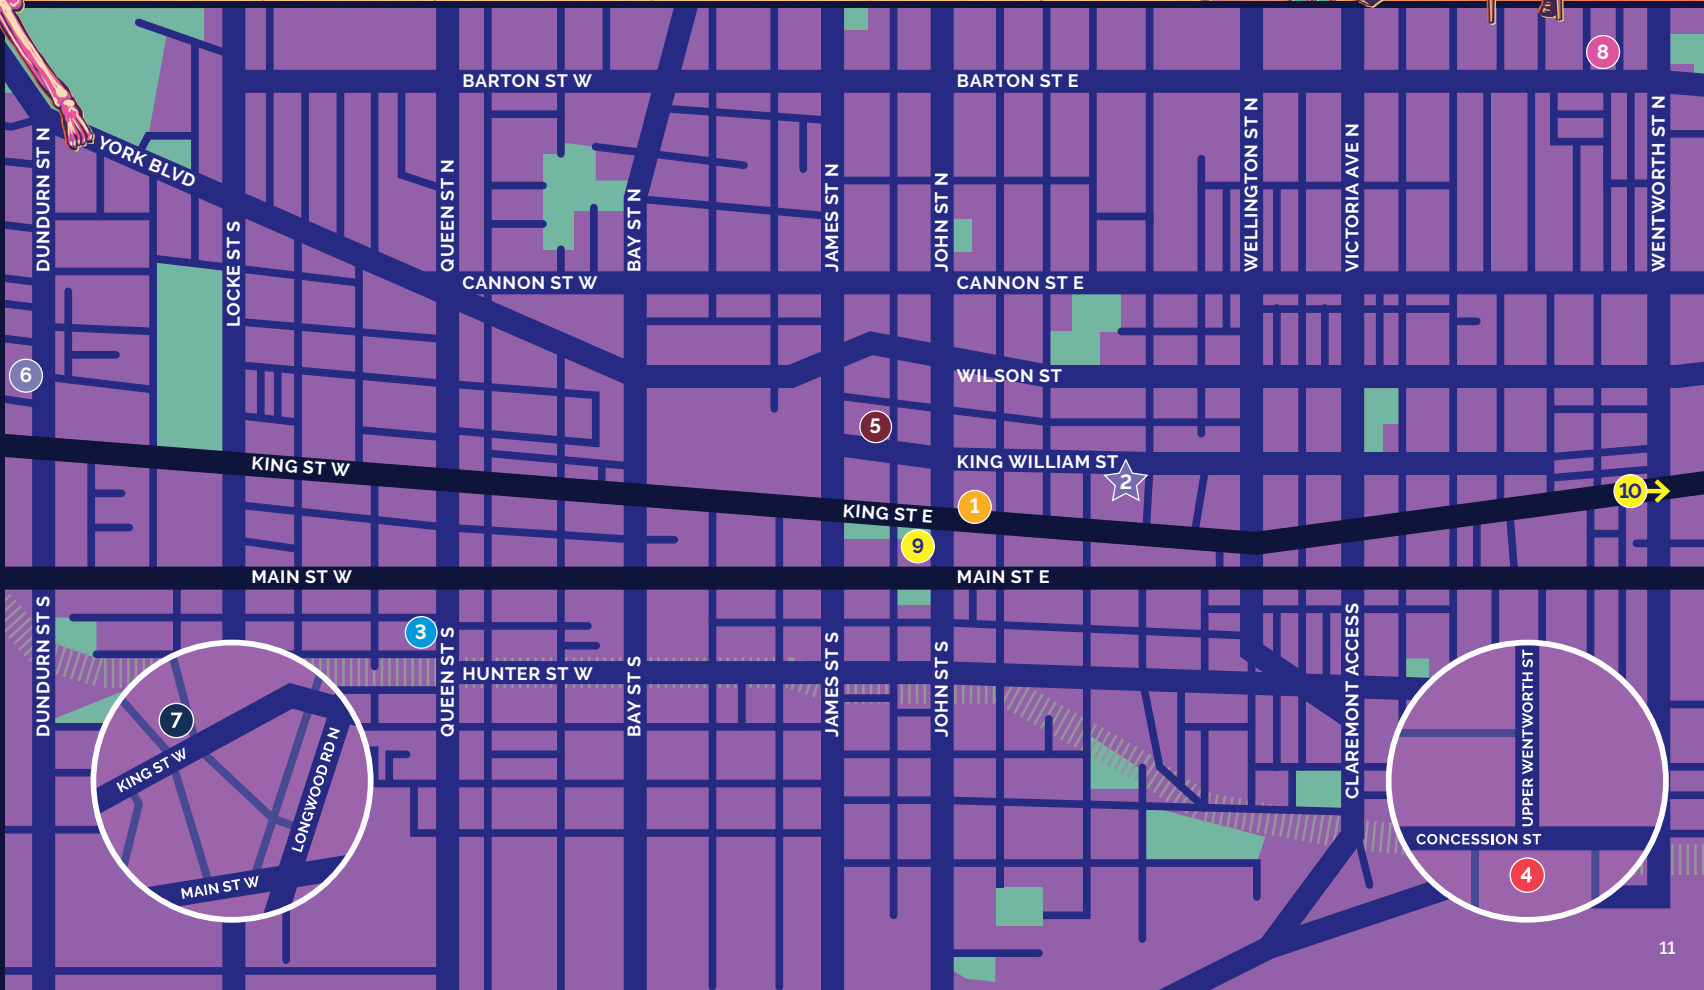 8
BARTON ST W
BARTON ST E
YORK BLVD
DUNDURN ST N
LOCKE ST S
QUEEN ST N
BAY ST N
JAMES ST N
JOHN ST N
WELLINGTON ST N
VICTORIA AVE N
WENTWORTH ST N
CANNON ST W
CANNON ST E
6
WILSON ST
5
KING WILLIAM ST
2
KING ST W
10
1
KING ST E
9
MAIN ST W
MAIN ST E
3
DUNDURN ST S
QUEEN ST S
HUNTER ST W
BAY ST S
JAMES ST S
JOHN ST S
CLAREMONT ACCESS
7
KING ST W
LONGWOOD RD N
MAIN ST W
UPPER WENTWORTH ST
CONCESSION ST
4
11